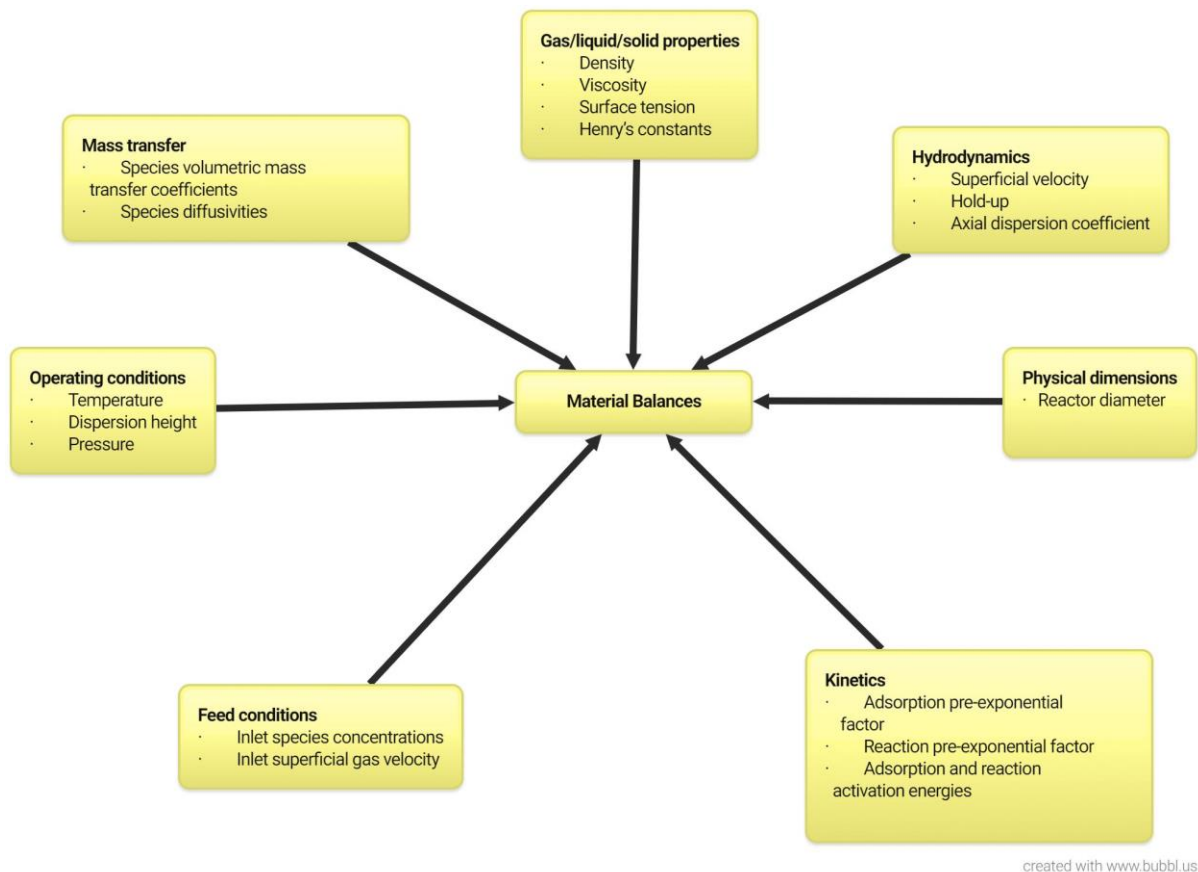 Gas/liquid/solid properties
· Density
· Viscosity
· Surface tension
· Henry's constants
Mass transfer
· Species volumetric mass
transfer coefficients
· Species diffusivities
Hydrodynamics
· Superficial velocity
· Hold-up
· Axial dispersion coefficient
Operating conditions
· Temperature
· Dispersion height
· Pressure
Material Balances
Physical dimensions
· Reactor diameter
Feed conditions
· Inlet species concentrations
· Inlet superficial gas velocity
Kinetics
· Adsorption pre-exponential
factor
· Reaction pre-exponential factor
· Adsorption and reaction
activation energies
created with www.bubbl.us